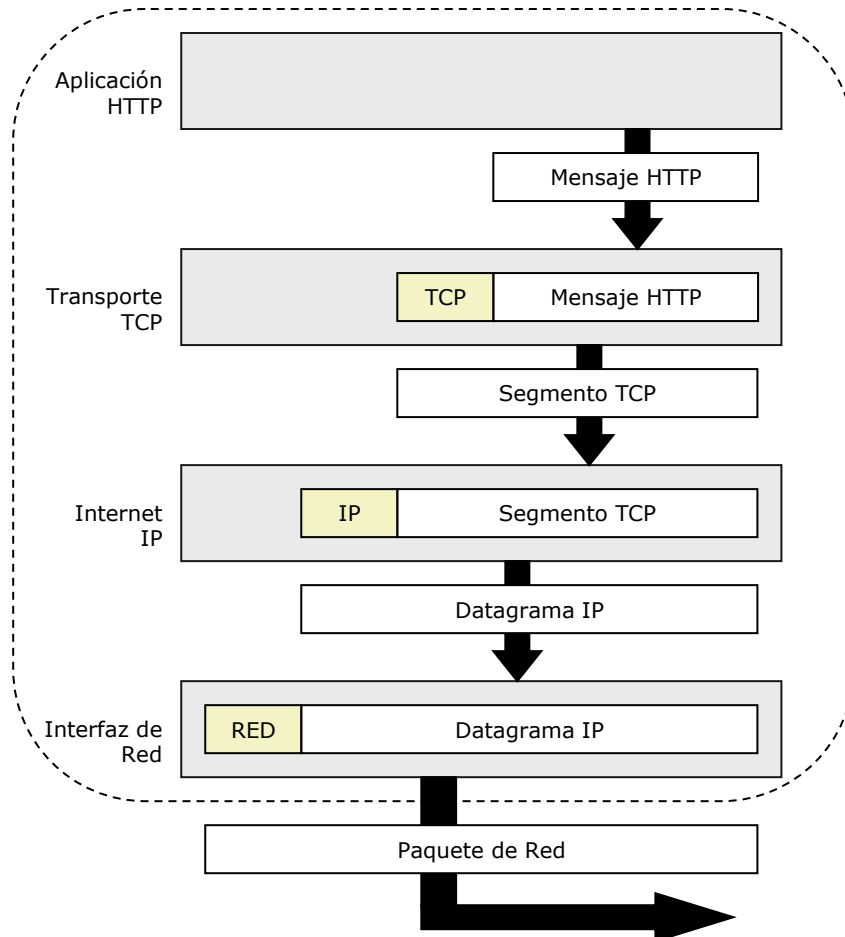 Aplicación
HTTP
Mensaje HTTP
Transporte
TCP
TCP
Mensaje HTTP
Segmento TCP
Internet
IP
IP
Segmento TCP
Datagrama IP
Interfaz de
Red
RED
Datagrama IP
Paquete de Red